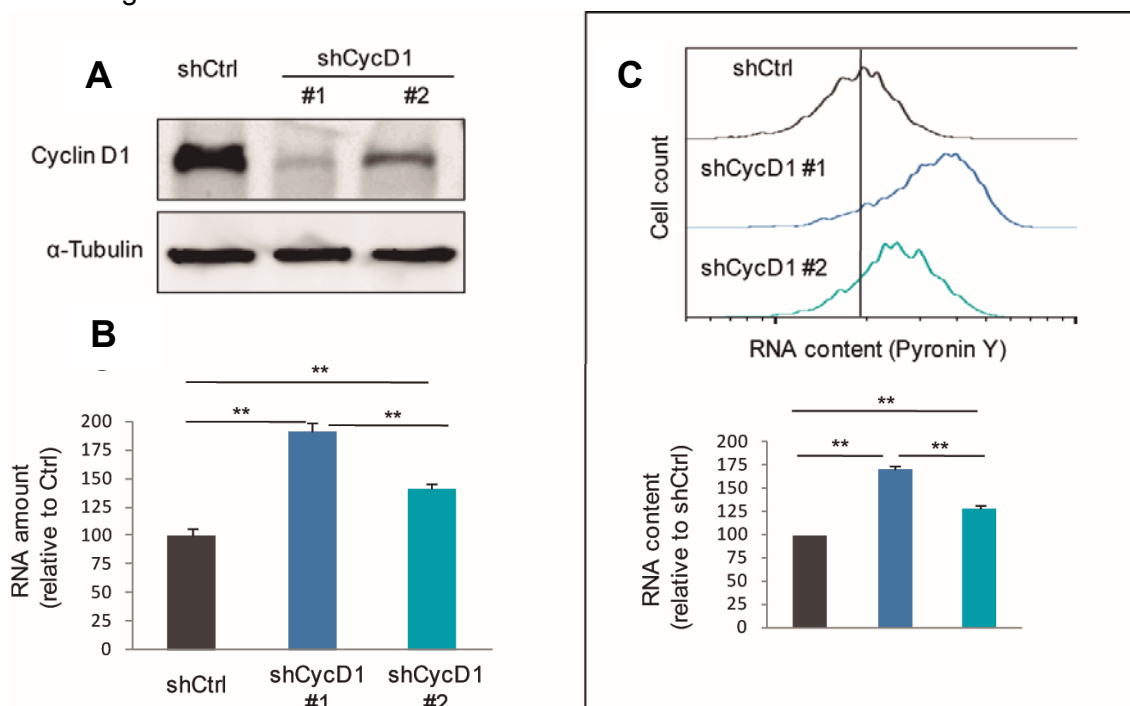 A
shCtrl
shCycD1
#1
#2
Cyclin D1
α-Tubulin
B
**
**
**
200
175
150
125
100
75
50
25
0
RNA amount
(relative to Ctrl)
shCtrl
shCycD1
#1
shCycD1
#2
C
shCtrl
shCycD1 #1
shCycD1 #2
Cell count
RNA content (Pyronin Y)
**
**
**
200
175
150
125
100
75
50
25
0
RNA content
(relative to shCtrl)